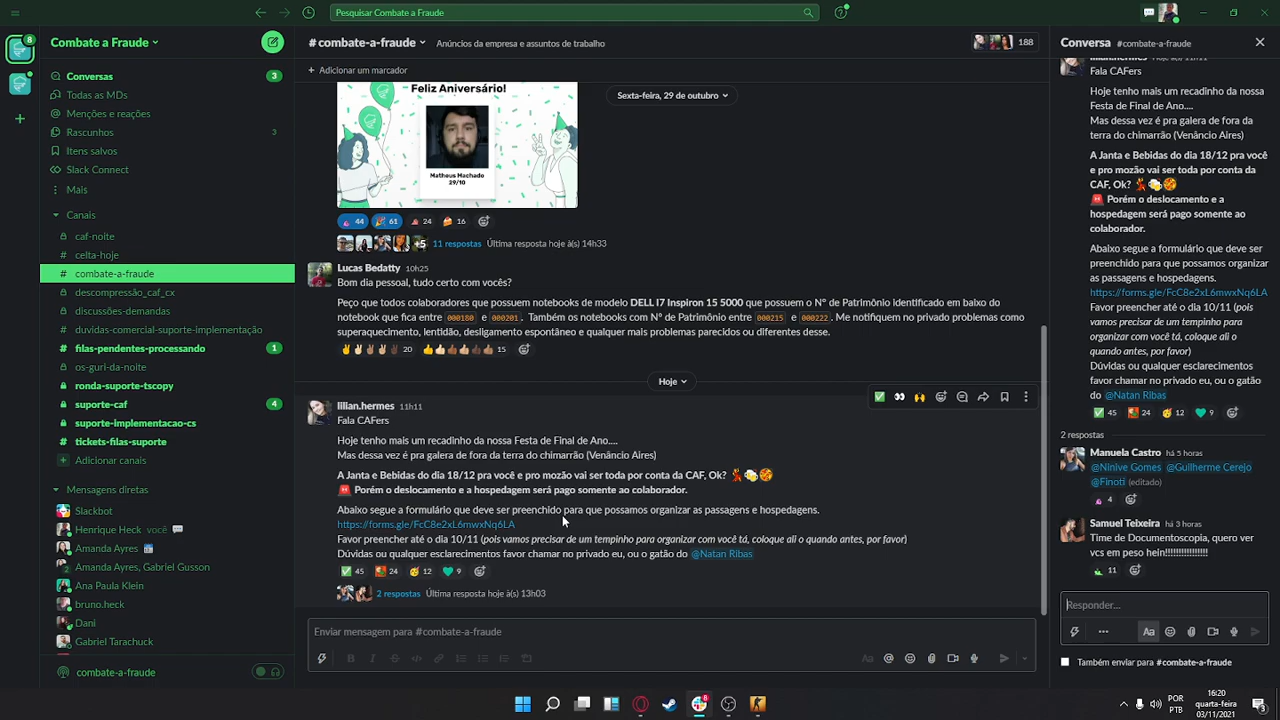 Pesquisar Combate a Fraude
8
Combate a Fraude
Conversas 3
Todas as MDs
Menções e reações
Rascunhos 3
Itens salvos
Slack Connect
Mais
Canais
caf-noite
celta-hoje
# combate-a-fraude
descompressão_caf_cx
discussões-demandas
# duvidas-comercial-suporte-implementação
filas-pendentes-processando 1
os-guri-da-noite
ronda-suporte-tscopy
suporte-caf 4
suporte-implementacao-cs
tickets-filas-suporte
Adicionar canais
Mensagens diretas
Slackbot
Henrique Heck você
Amanda Ayres
2 Amanda Ayres, Gabriel Gusson
Ana Paula Klein
bruno.heck
Dani
Gabriel Tarachuck
combate-a-fraude
# combate-a-fraude Anúncios da empresa e assuntos de trabalho 188
+ Adicionar um marcador
Sexta-feira, 29 de outubro
Feliz Aniversário!
Matheus Machado
29/10
44 61 24 16
+5 11 respostas Última resposta hoje à(s) 14h33
Lucas Bedatty 10h25
Bom dia pessoal, tudo certo com vocês?
Peço que todos colaboradores que possuem notebooks de modelo DELL I7 Inspiron 15 5000 que possuem o N° de Patrimônio identificado em baixo do
notebook que fica entre 000180 e 000201 . Também os notebooks com N° de Patrimônio entre 000215 e 000222 . Me notifiquem no privado problemas como
superaquecimento, lentidão, desligamento espontâneo e qualquer mais problemas parecidos ou diferentes desse.
20 15
Hoje
lilian.hermes 11h11
Fala CAFers
Hoje tenho mais um recadinho da nossa Festa de Final de Ano....
Mas dessa vez é pra galera de fora da terra do chimarrão (Venâncio Aires)
A Janta e Bebidas do dia 18/12 pra você e pro mozão vai ser toda por conta da CAF, Ok? 💃🍻🍕
🚨 Porém o deslocamento e a hospedagem será pago somente ao colaborador.
Abaixo segue a formulário que deve ser preenchido para que possamos organizar as passagens e hospedagens.
https://forms.gle/FcC8e2xL6mwxNq6LA
Favor preencher até o dia 10/11 (pois vamos precisar de um tempinho para organizar com você tá, coloque ali o quando antes, por favor)
Dúvidas ou qualquer esclarecimentos favor chamar no privado eu, ou o gatão do @Natan Ribas
45 24 12 9
2 respostas Última resposta hoje à(s) 13h03
Enviar mensagem para #combate-a-fraude
Aa
Conversa #combate-a-fraude
Fala CAFers
Hoje tenho mais um recadinho da nossa
Festa de Final de Ano....
Mas dessa vez é pra galera de fora da
terra do chimarrão (Venâncio Aires)
A Janta e Bebidas do dia 18/12 pra você
e pro mozão vai ser toda por conta da
CAF, Ok? 💃🍻🍕
🚨 Porém o deslocamento e a
hospedagem será pago somente ao
colaborador.
Abaixo segue a formulário que deve ser
preenchido para que possamos organizar
as passagens e hospedagens.
https://forms.gle/FcC8e2xL6mwxNq6LA
Favor preencher até o dia 10/11 (pois
vamos precisar de um tempinho para
organizar com você tá, coloque ali o
quando antes, por favor)
Dúvidas ou qualquer esclarecimentos
favor chamar no privado eu, ou o gatão
do @Natan Ribas
45 24 12 9
2 respostas
Manuela Castro há 5 horas
@Ninive Gomes @Guilherme Cerejo
@Finoti (editado)
4
Samuel Teixeira há 3 horas
Time de Documentoscopia, quero ver
vcs em peso hein!!!!!!!!!!!!!!!!
11
Responder...
Aa
Também enviar para #combate-a-fraude
8
POR
PTB
16:20
quarta-feira
03/11/2021